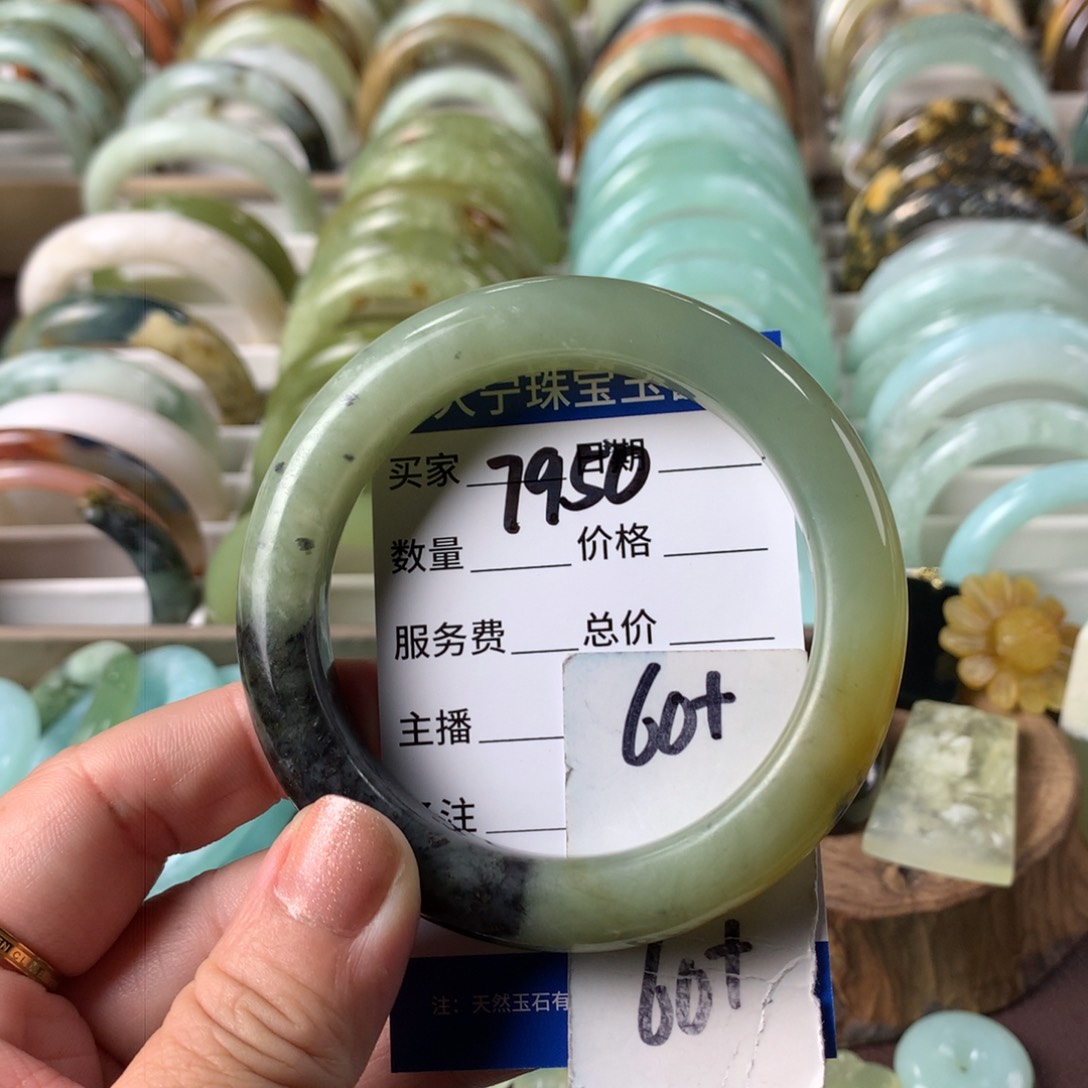 宁珠宝玉
买家
7950
日期
数量 价格
服务费 总价
60+
主播
注
60+
注：天然玉石有